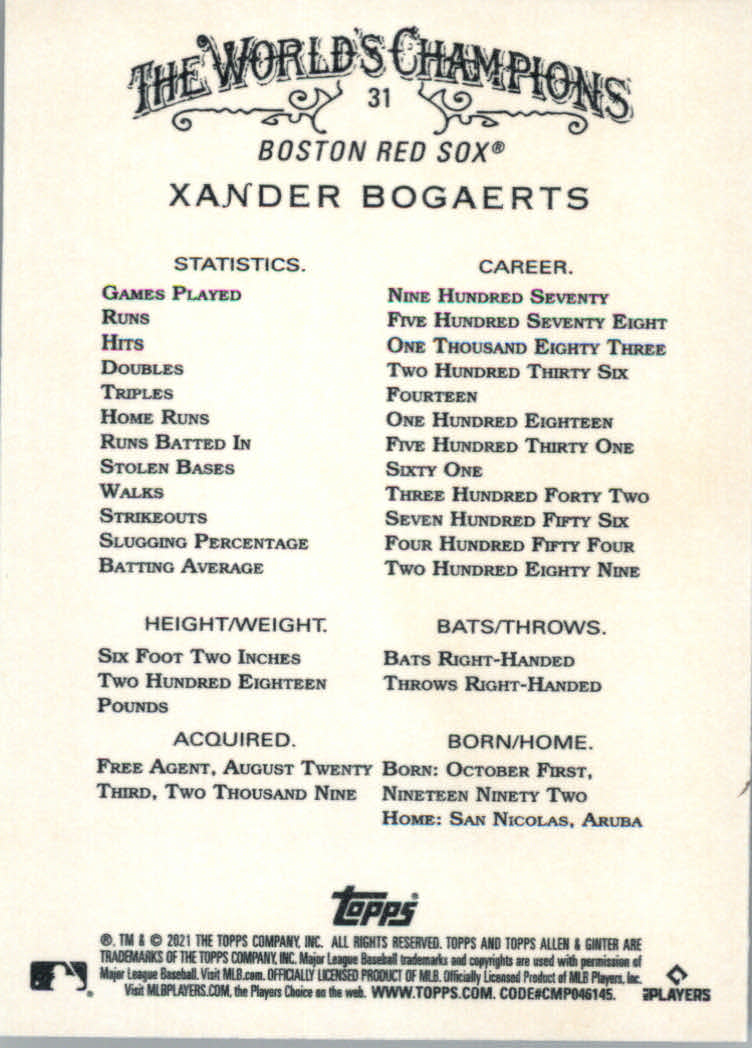 THE WORLD'S CHAMPIONS
31
BOSTON RED SOX®
XANDER BOGAERTS
STATISTICS. CAREER.
GAMES PLAYED NINE HUNDRED SEVENTY
RUNS FIVE HUNDRED SEVENTY EIGHT
HITS ONE THOUSAND EIGHTY THREE
DOUBLES TWO HUNDRED THIRTY SIX
TRIPLES FOURTEEN
HOME RUNS ONE HUNDRED EIGHTEEN
RUNS BATTED IN FIVE HUNDRED THIRTY ONE
STOLEN BASES SIXTY ONE
WALKS THREE HUNDRED FORTY TWO
STRIKEOUTS SEVEN HUNDRED FIFTY SIX
SLUGGING PERCENTAGE FOUR HUNDRED FIFTY FOUR
BATTING AVERAGE TWO HUNDRED EIGHTY NINE
HEIGHT/WEIGHT.
SIX FOOT TWO INCHES
TWO HUNDRED EIGHTEEN
POUNDS
BATS/THROWS.
BATS RIGHT-HANDED
THROWS RIGHT-HANDED
ACQUIRED.
FREE AGENT, AUGUST TWENTY
THIRD, TWO THOUSAND NINE
BORN/HOME.
BORN: OCTOBER FIRST,
NINETEEN NINETY TWO
HOME: SAN NICOLAS, ARUBA
topps®
®, TM & © 2021 THE TOPPS COMPANY, INC. ALL RIGHTS RESERVED. TOPPS AND TOPPS ALLEN & GINTER ARE
TRADEMARKS OF THE TOPPS COMPANY, INC. Major League Baseball trademarks and copyrights are used with permission of
Major League Baseball. Visit MLB.com. OFFICIALLY LICENSED PRODUCT OF MLB. Officially Licensed Product of MLB Players, Inc.
Visit MLBPLAYERS.COM, the Players Choice on the web. WWW.TOPPS.COM. CODE#CMP046145.
MLBPLAYERS